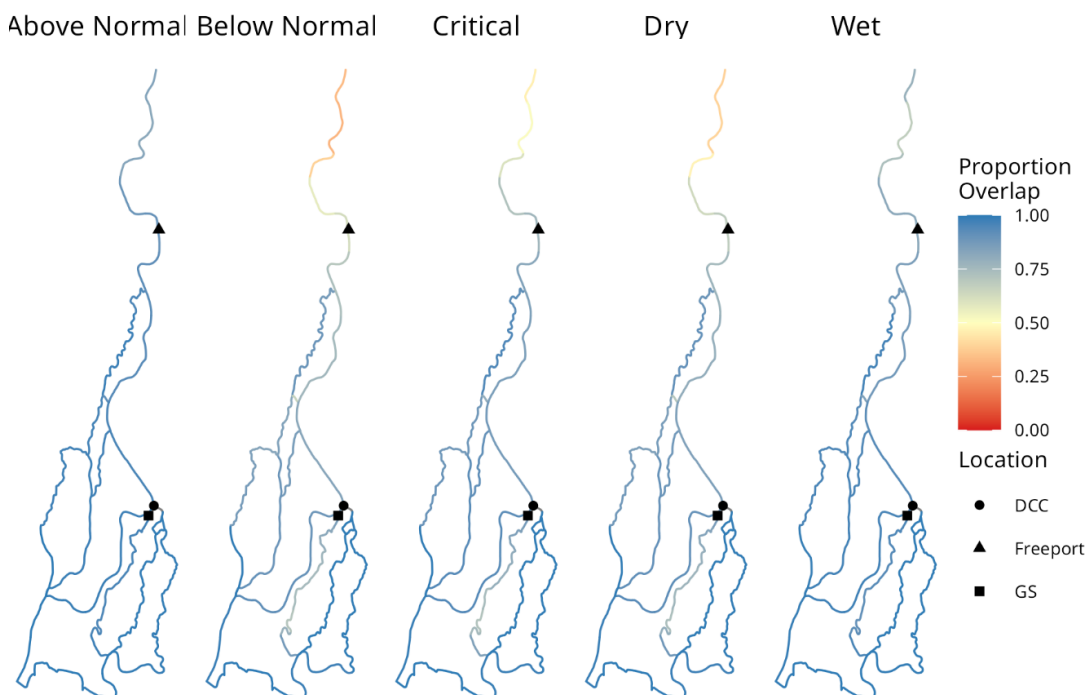 Above Normal
Below Normal
Critical
Dry
Wet
Proportion
Overlap
1.00
0.75
0.50
0.25
0.00
Location
DCC
Freeport
GS